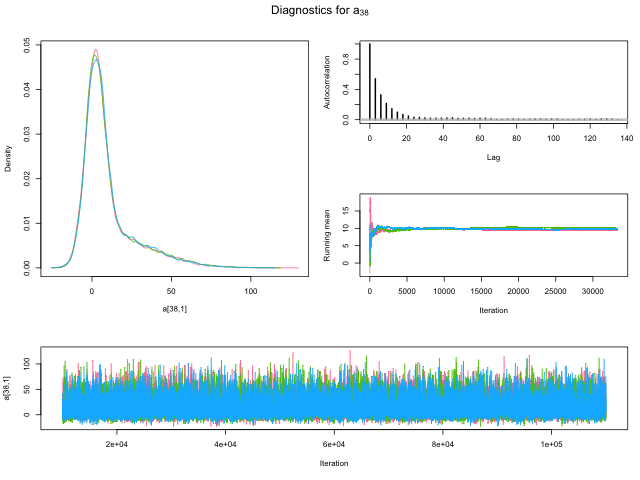 Diagnostics for a38
0.00 0.01 0.02 0.03 0.04 0.05
Density
0 50 100
a[38,1]
0.0 0.4 0.8
Autocorrelation
0 20 40 60 80 100 120 140
Lag
0 5 10 15
Running mean
0 5000 10000 15000 20000 25000 30000
Iteration
0 50 100
a[38,1]
2e+04 4e+04 6e+04 8e+04 1e+05
Iteration